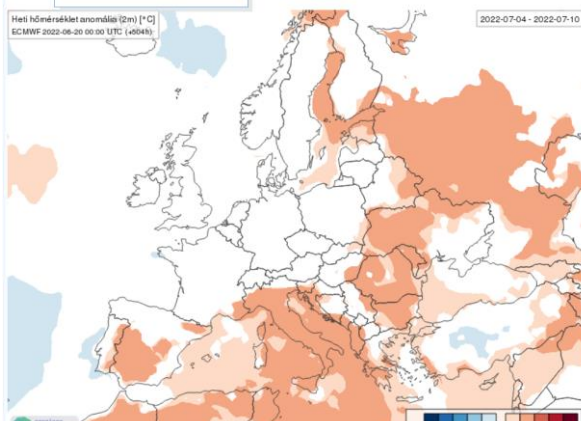 Heti hőmérséklet anomália (2m) [°C]
ECMWF 2022-06-20 00:00 UTC (+504h)
2022-07-04 - 2022-07-10